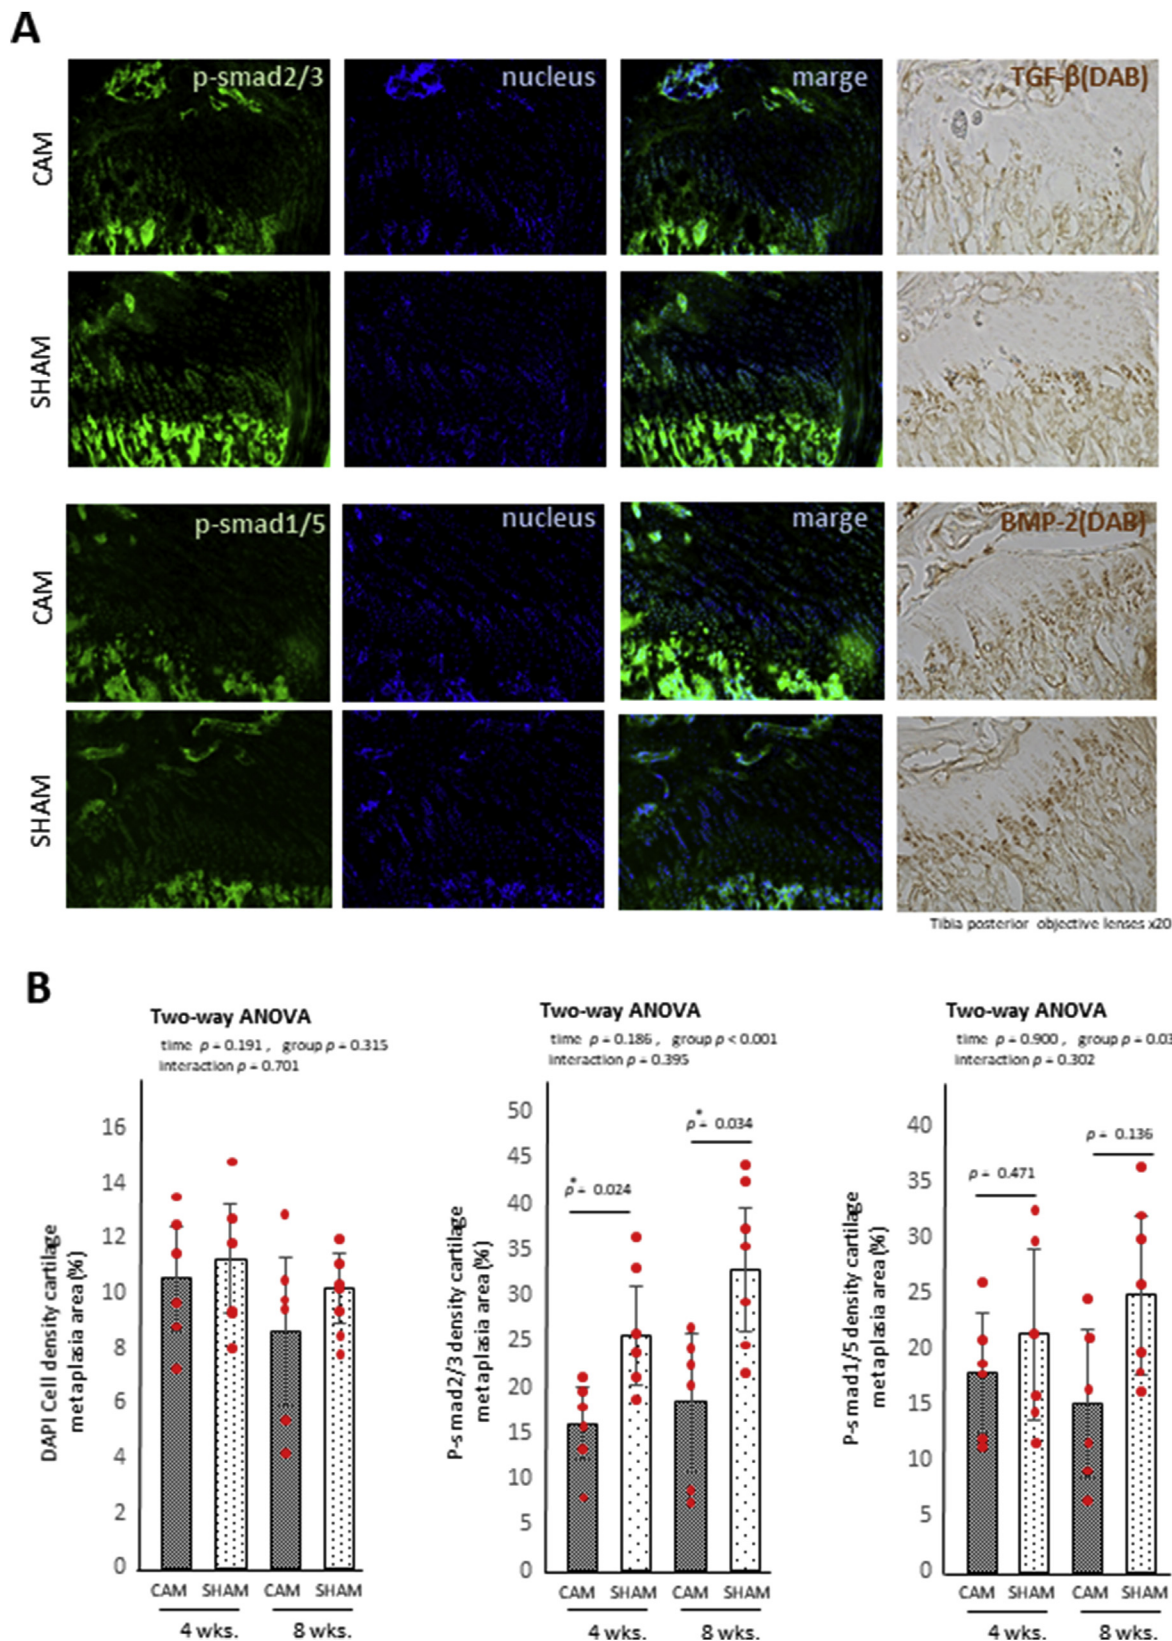 A
p-smad2/3 nucleus marge TGF-β(DAB)
CAM
SHAM
p-smad1/5 nucleus marge BMP-2(DAB)
CAM
SHAM
Tibia posterior objective lenses x20
B
Two-way ANOVA
time p = 0.191 , group p = 0.315
interaction p = 0.701
16
14
12
10
8
6
4
2
0
DAPI Cell density cartilage
metaplasia area (%)
CAM SHAM CAM SHAM
4 wks. 8 wks.
Two-way ANOVA
time p = 0.186 , group p < 0.001
interaction p = 0.395
50
45
40
35
30
25
20
15
10
5
0
P-smad2/3 density cartilage
metaplasia area (%)
*
p = 0.024
*
p = 0.034
CAM SHAM CAM SHAM
4 wks. 8 wks.
Two-way ANOVA
time p = 0.900 , group p = 0.03
interaction p = 0.302
40
35
30
25
20
15
10
5
0
P-smad1/5 density cartilage
metaplasia area (%)
p = 0.471
p = 0.136
CAM SHAM CAM SHAM
4 wks. 8 wks.